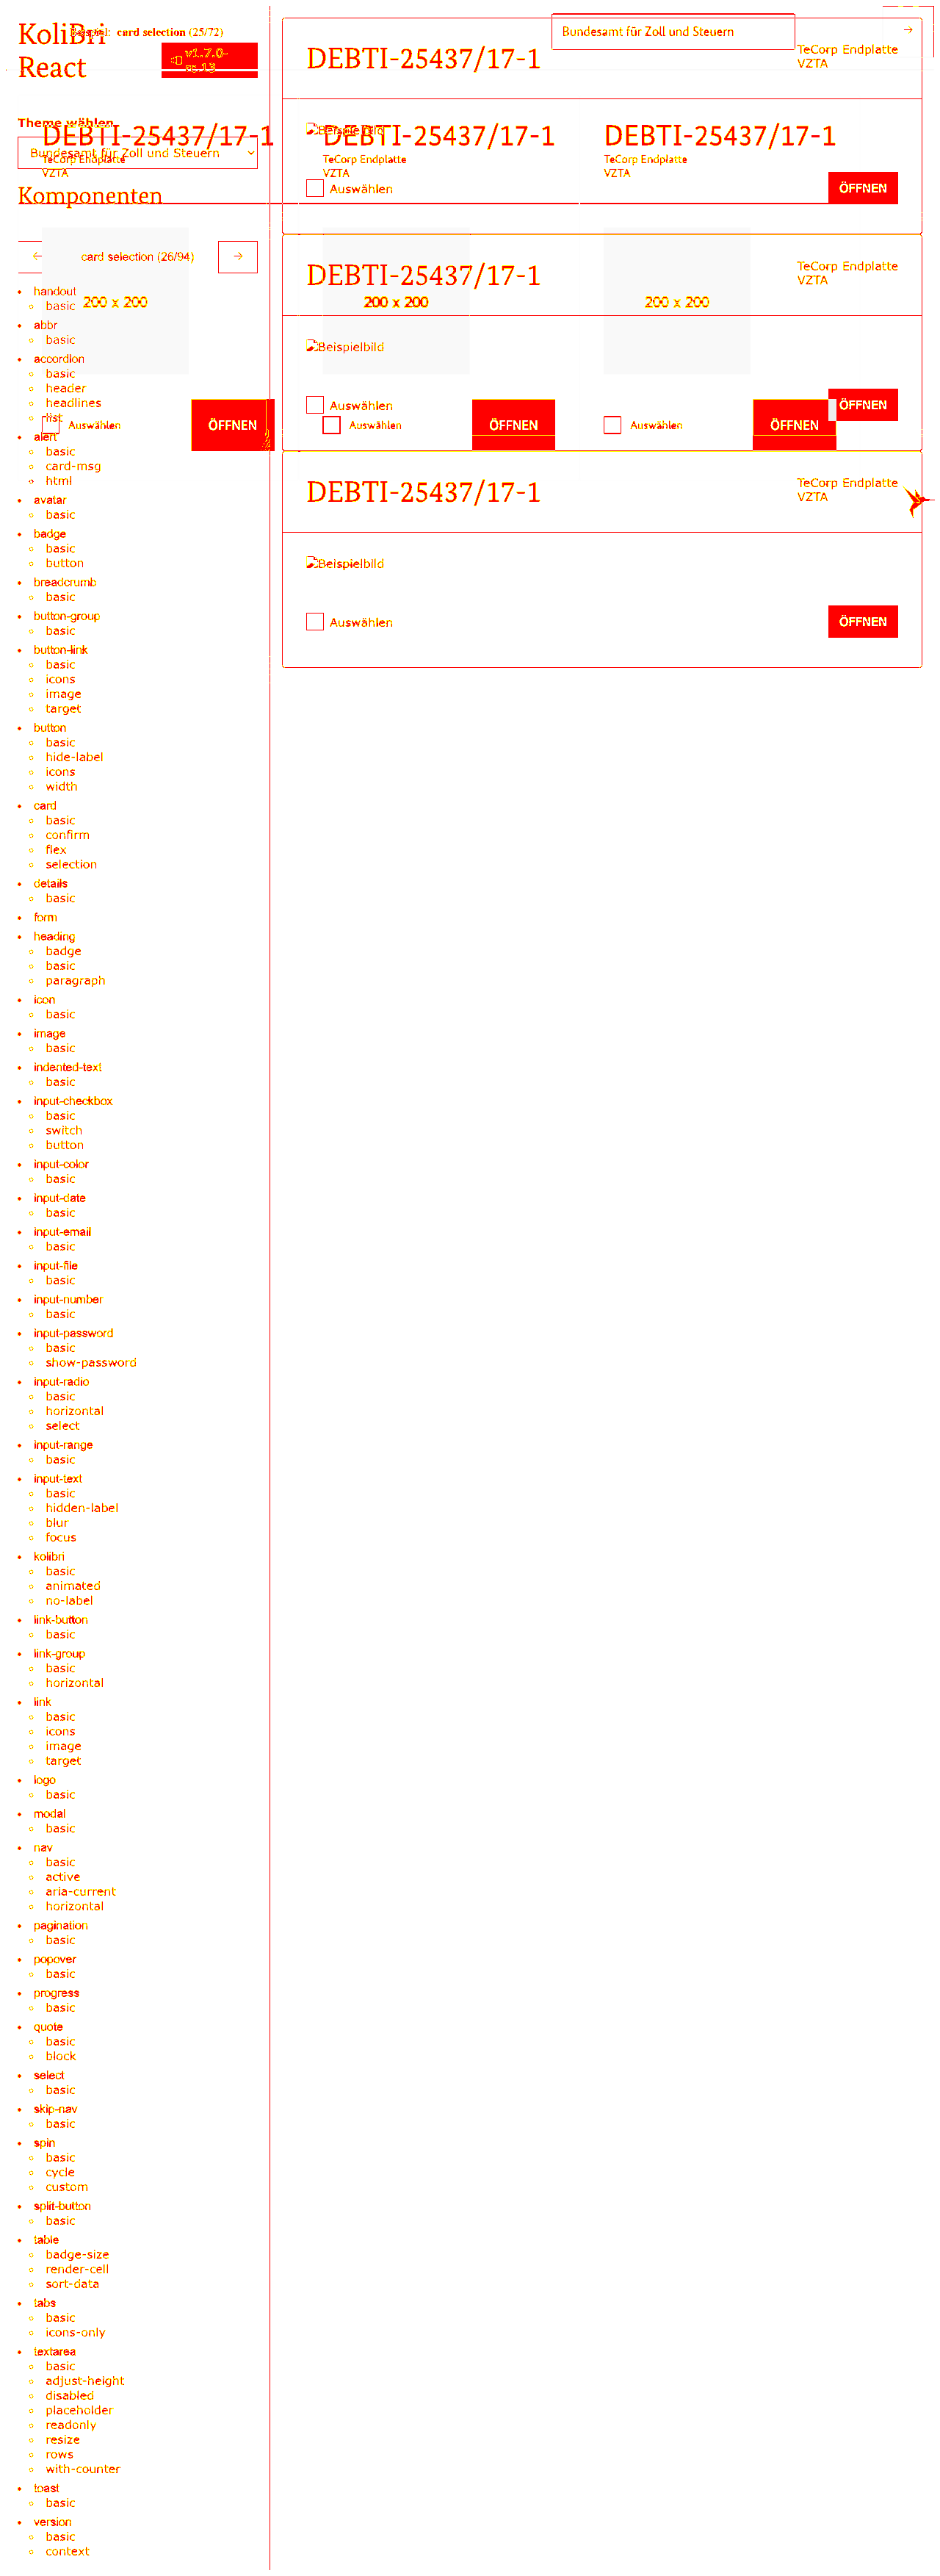 KoliBri
Beispiel: card selection (25/72)
React
v1.7.0-
rc.13
Bundesamt für Zoll und Steuern
→
DEBTI-25437/17-1
TeCorp Endplatte
VZTA
Theme wählen
Beispielbild
DEBTI-25437/17-1
DEBTI-25437/17-1
DEBTI-25437/17-1
Bundesamt für Zoll und Steuern
TeCorp Endplatte
VZTA
TeCorp Endplatte
VZTA
TeCorp Endplatte
VZTA
Auswählen
ÖFFNEN
Komponenten
← card selection (26/94) →
DEBTI-25437/17-1
TeCorp Endplatte
VZTA
200 x 200
200 x 200
200 x 200
Beispielbild
Auswählen
ÖFFNEN
Auswählen
ÖFFNEN
Auswählen
ÖFFNEN
Auswählen
ÖFFNEN
DEBTI-25437/17-1
TeCorp Endplatte
VZTA
Beispielbild
Auswählen
ÖFFNEN
handout
basic
abbr
basic
accordion
basic
header
headlines
list
alert
basic
card-msg
html
avatar
basic
badge
basic
button
breadcrumb
basic
button-group
basic
button-link
basic
icons
image
target
button
basic
hide-label
icons
width
card
basic
confirm
flex
selection
details
basic
form
heading
badge
basic
paragraph
icon
basic
image
basic
indented-text
basic
input-checkbox
basic
switch
button
input-color
basic
input-date
basic
input-email
basic
input-file
basic
input-number
basic
input-password
basic
show-password
input-radio
basic
horizontal
select
input-range
basic
input-text
basic
hidden-label
blur
focus
kolibri
basic
animated
no-label
link-button
basic
link-group
basic
horizontal
link
basic
icons
image
target
logo
basic
modal
basic
nav
basic
active
aria-current
horizontal
pagination
basic
popover
basic
progress
basic
quote
basic
block
select
basic
skip-nav
basic
spin
basic
cycle
custom
split-button
basic
table
badge-size
render-cell
sort-data
tabs
basic
icons-only
textarea
basic
adjust-height
disabled
placeholder
readonly
resize
rows
with-counter
toast
basic
version
basic
context